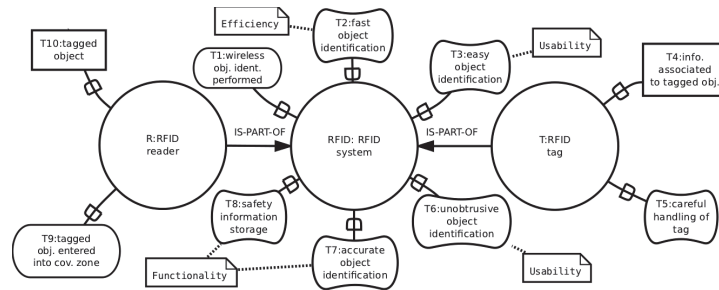 Efficiency
T2:fast
object
identification
T10:tagged
object
T1:wireless
obj. ident.
performed
T3:easy
object
identification
Usability
T4:info.
associated
to tagged obj.
R:RFID
reader
IS-PART-OF
RFID: RFID
system
IS-PART-OF
T:RFID
tag
T9:tagged
obj. entered
into cov. zone
T8:safety
information
storage
T6:unobtrusive
object
identification
T5:careful
handling of
tag
Functionality
T7:accurate
object
identification
Usability